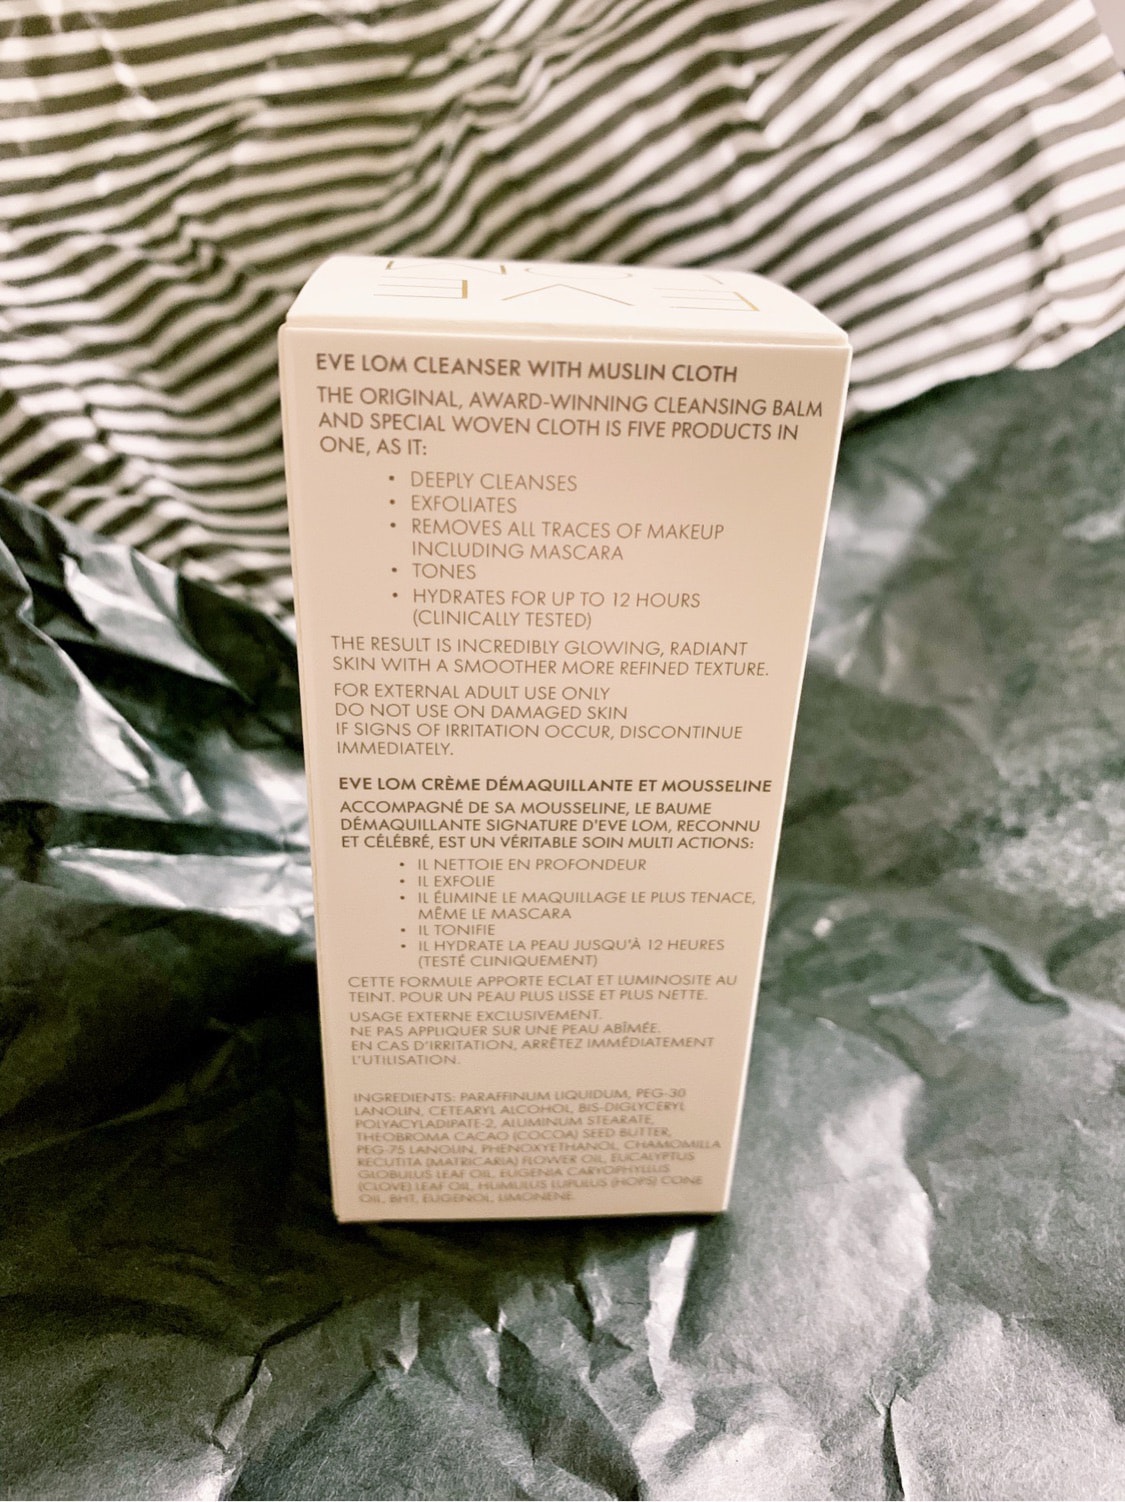 EVE LOM
EVE LOM CLEANSER WITH MUSLIN CLOTH
THE ORIGINAL, AWARD-WINNING CLEANSING BALM
AND SPECIAL WOVEN CLOTH IS FIVE PRODUCTS IN
ONE, AS IT:
• DEEPLY CLEANSES
• EXFOLIATES
• REMOVES ALL TRACES OF MAKEUP
INCLUDING MASCARA
• TONES
• HYDRATES FOR UP TO 12 HOURS
(CLINICALLY TESTED)
THE RESULT IS INCREDIBLY GLOWING, RADIANT
SKIN WITH A SMOOTHER MORE REFINED TEXTURE.
FOR EXTERNAL ADULT USE ONLY
DO NOT USE ON DAMAGED SKIN
IF SIGNS OF IRRITATION OCCUR, DISCONTINUE
IMMEDIATELY.
EVE LOM CRÈME DÉMAQUILLANTE ET MOUSSELINE
ACCOMPAGNÉ DE SA MOUSSELINE, LE BAUME
DÉMAQUILLANTE SIGNATURE D'EVE LOM, RECONNU
ET CÉLÉBRÉ, EST UN VÉRITABLE SOIN MULTI ACTIONS:
• IL NETTOIE EN PROFONDEUR
• IL EXFOLIE
• IL ÉLIMINE LE MAQUILLAGE LE PLUS TENACE,
MÊME LE MASCARA
• IL TONIFIE
• IL HYDRATE LA PEAU JUSQU'À 12 HEURES
(TESTÉ CLINIQUEMENT)
CETTE FORMULE APPORTE ECLAT ET LUMINOSITE AU
TEINT. POUR UN PEAU PLUS LISSE ET PLUS NETTE.
USAGE EXTERNE EXCLUSIVEMENT.
NE PAS APPLIQUER SUR UNE PEAU ABÎMÉE.
EN CAS D'IRRITATION, ARRÊTEZ IMMÉDIATEMENT
L'UTILISATION.
INGREDIENTS: PARAFFINUM LIQUIDUM, PEG-30
LANOLIN, CETEARYL ALCOHOL, BIS-DIGLYCERYL
POLYACYLADIPATE-2, ALUMINUM STEARATE,
THEOBROMA CACAO (COCOA) SEED BUTTER,
PEG-75 LANOLIN, PHENOXYETHANOL, CHAMOMILLA
RECUTITA (MATRICARIA) FLOWER OIL, EUCALYPTUS
GLOBULUS LEAF OIL, EUGENIA CARYOPHYLLUS
(CLOVE) LEAF OIL, HUMULUS LUPULUS (HOPS) CONE
OIL, BHT, EUGENOL, LIMONENE.